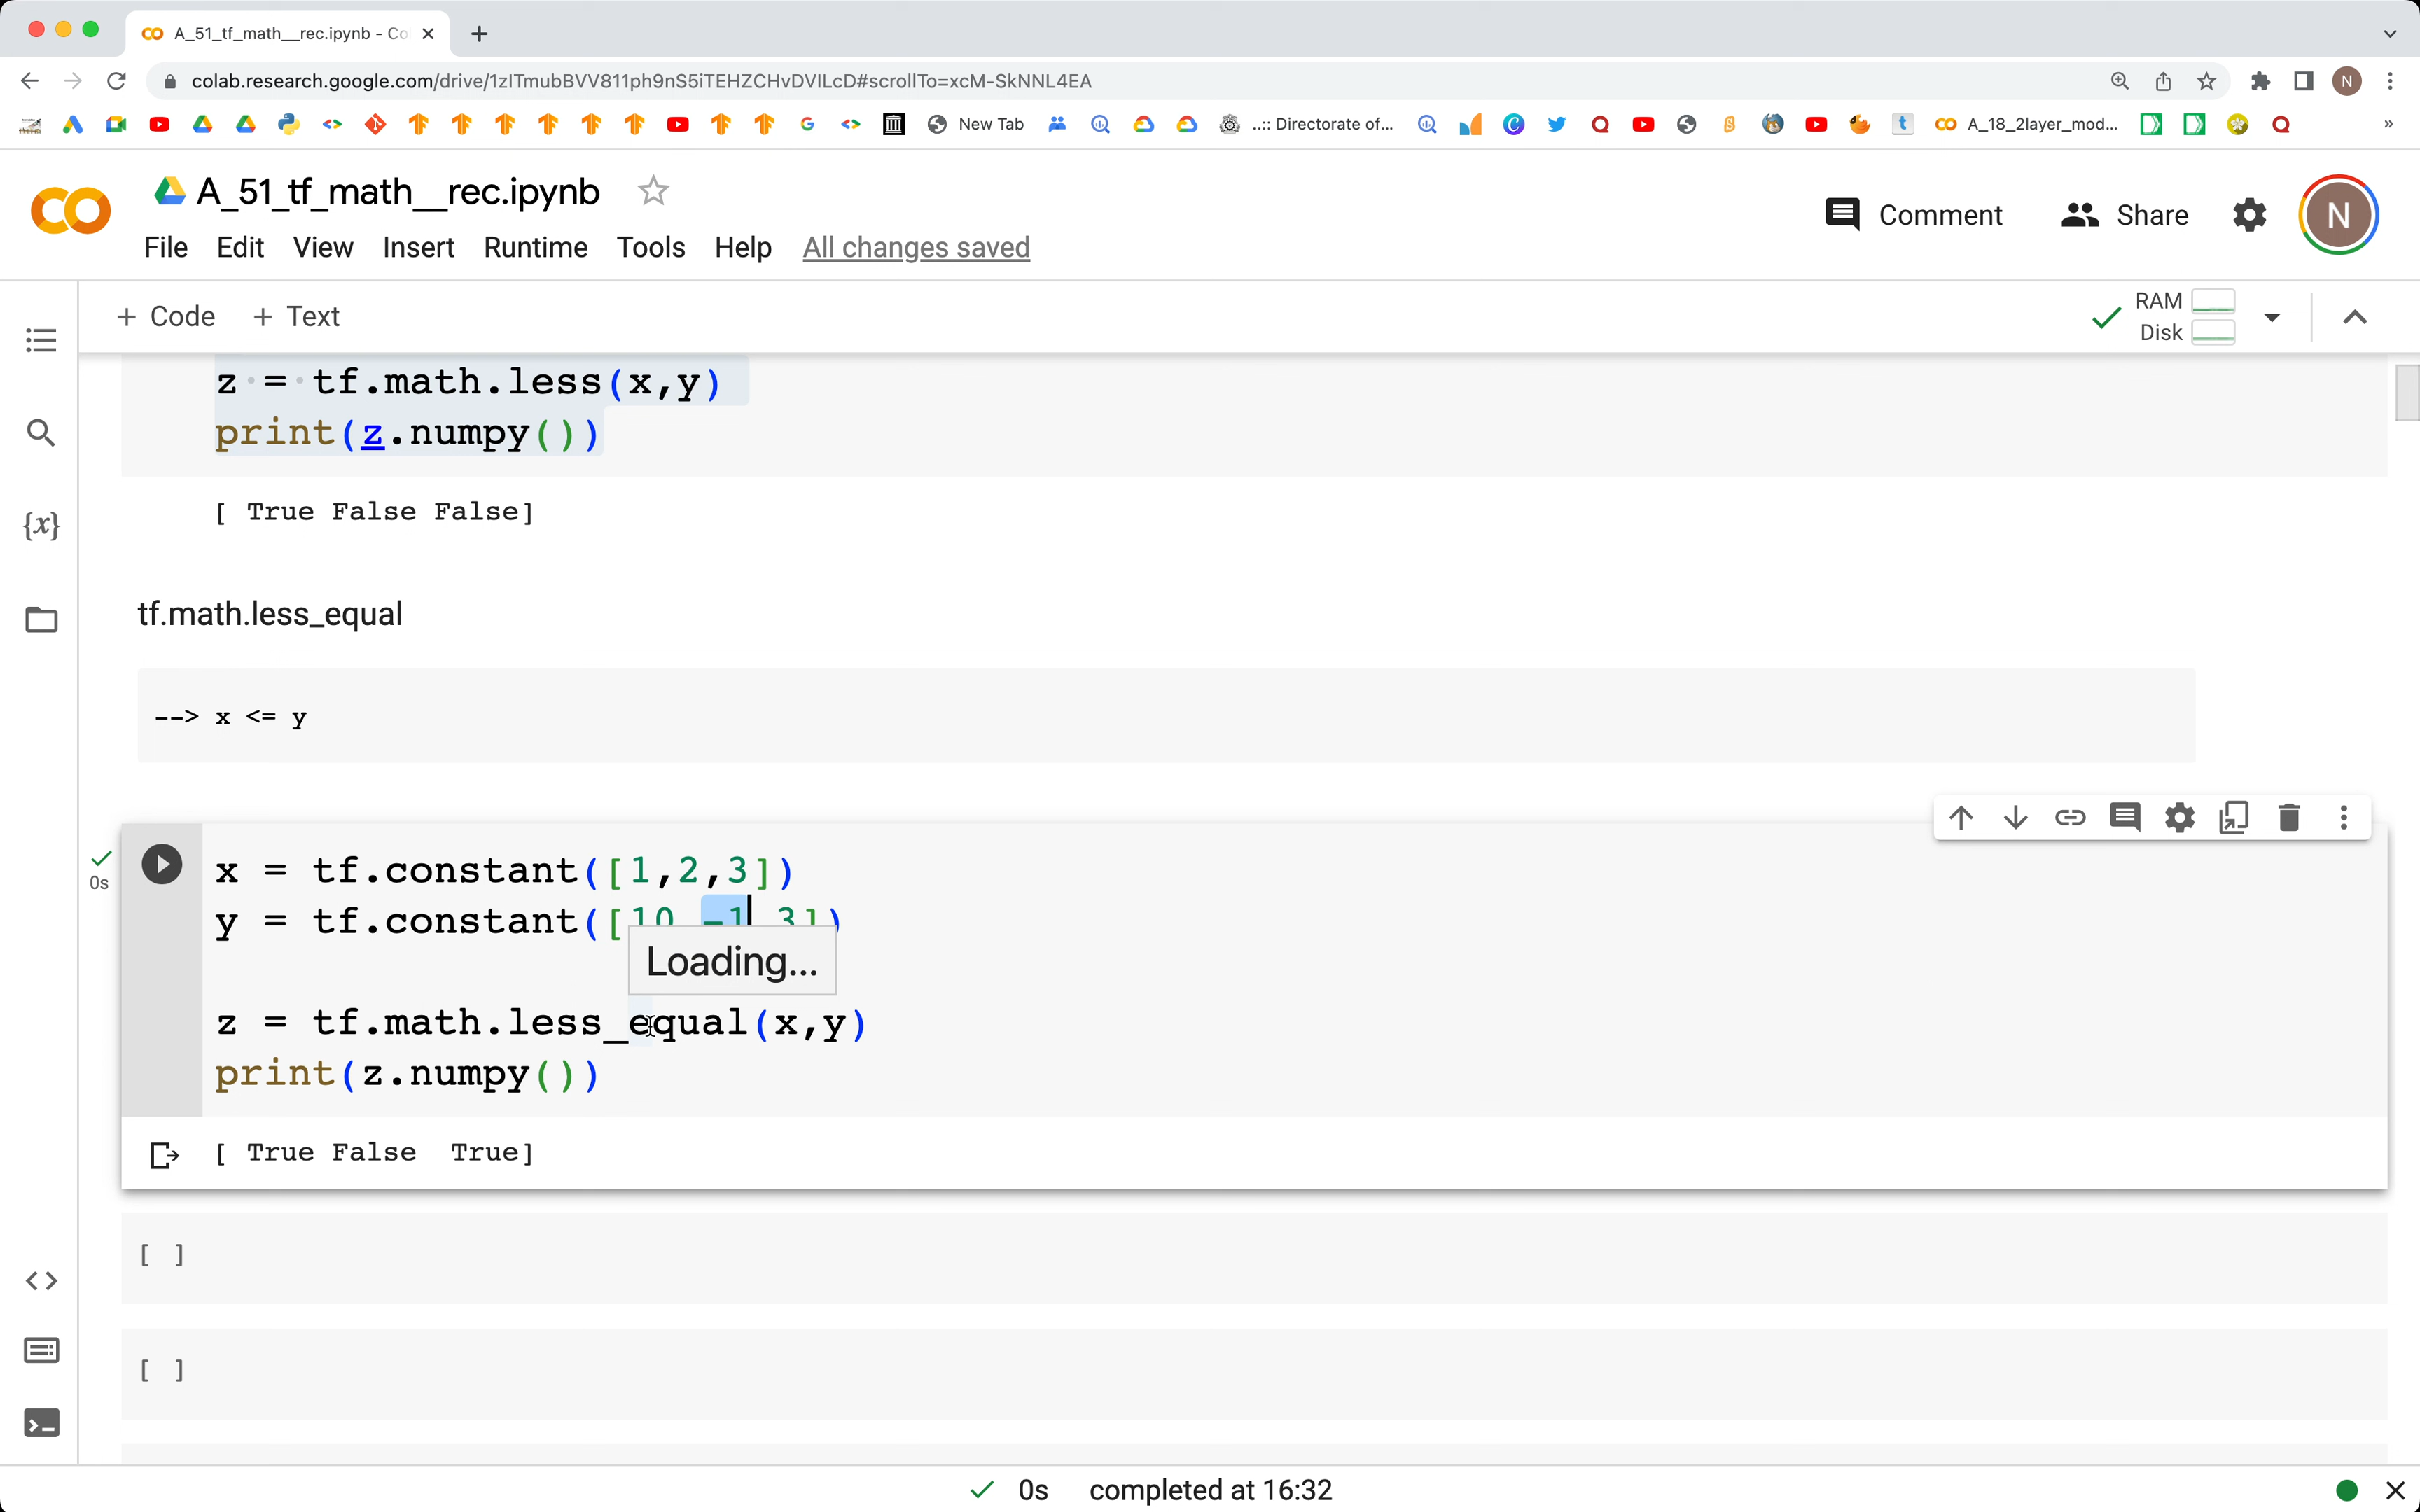 A_51_tf_math__rec.ipynb - Co
colab.research.google.com/drive/1zITmubBVV811ph9nS5iTEHZCHvDVILcD#scrollTo=xcM-SkNNL4EA
N
New Tab
..:: Directorate of...
A_18_2layer_mod...
A_51_tf_math__rec.ipynb
File Edit View Insert Runtime Tools Help All changes saved
Comment
Share
N
+ Code + Text
RAM
Disk
z = tf.math.less(x,y)
print(z.numpy())
[ True False False]
tf.math.less_equal
--> x <= y
0s
x = tf.constant([1,2,3])
y = tf.constant([10 -1 3])
Loading...
z = tf.math.less_equal(x,y)
print(z.numpy())
[ True False  True]
[ ]
[ ]
0s completed at 16:32